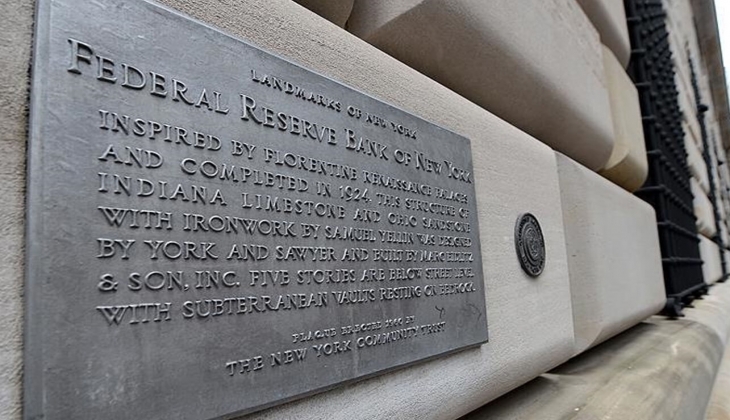 LANDMARKS OF NEW YORK
FEDERAL RESERVE BANK OF NEW YORK
INSPIRED BY FLORENTINE RENAISSANCE PALACES
AND COMPLETED IN 1924, THIS STRUCTURE OF
INDIANA LIMESTONE AND OHIO SANDSTONE
WITH IRONWORK BY SAMUEL YELLIN WAS DESIGNED
BY YORK AND SAWYER AND BUILT BY MARC EIDLITZ
& SON, INC. FIVE STORIES ARE BELOW STREET LEVEL
WITH SUBTERRANEAN VAULTS RESTING ON BEDROCK.
PLAQUE ERECTED BY
THE NEW YORK COMMUNITY TRUST